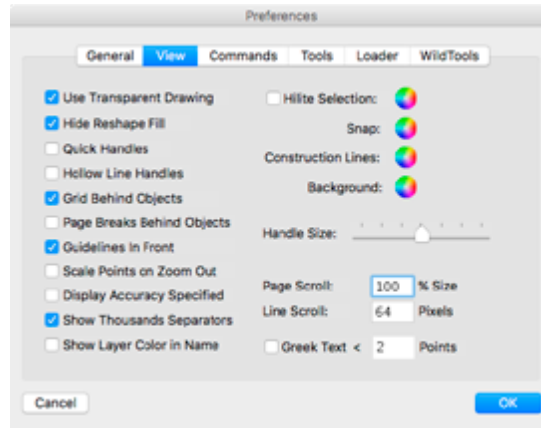 Preferences
General View Commands Tools Loader WildTools
Use Transparent Drawing
Hide Reshape Fill
Quick Handles
Hollow Line Handles
Grid Behind Objects
Page Breaks Behind Objects
Guidelines In Front
Scale Points on Zoom Out
Display Accuracy Specified
Show Thousands Separators
Show Layer Color in Name
Hilite Selection:
Snap:
Construction Lines:
Background:
Handle Size:
Page Scroll: 100 % Size
Line Scroll: 64 Pixels
Greek Text < 2 Points
Cancel OK